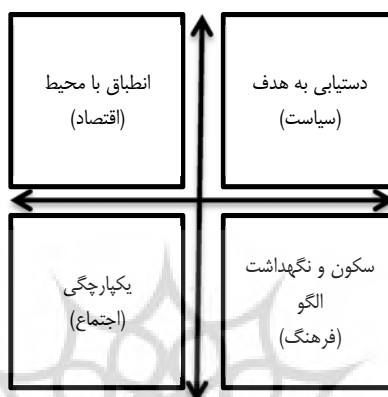 دستیابی به هدف
(سیاست)
انطباق با محیط
(اقتصاد)
سکون و نگهداشت
الگو
(فرهنگ)
یکپارچگی
(اجتماع)